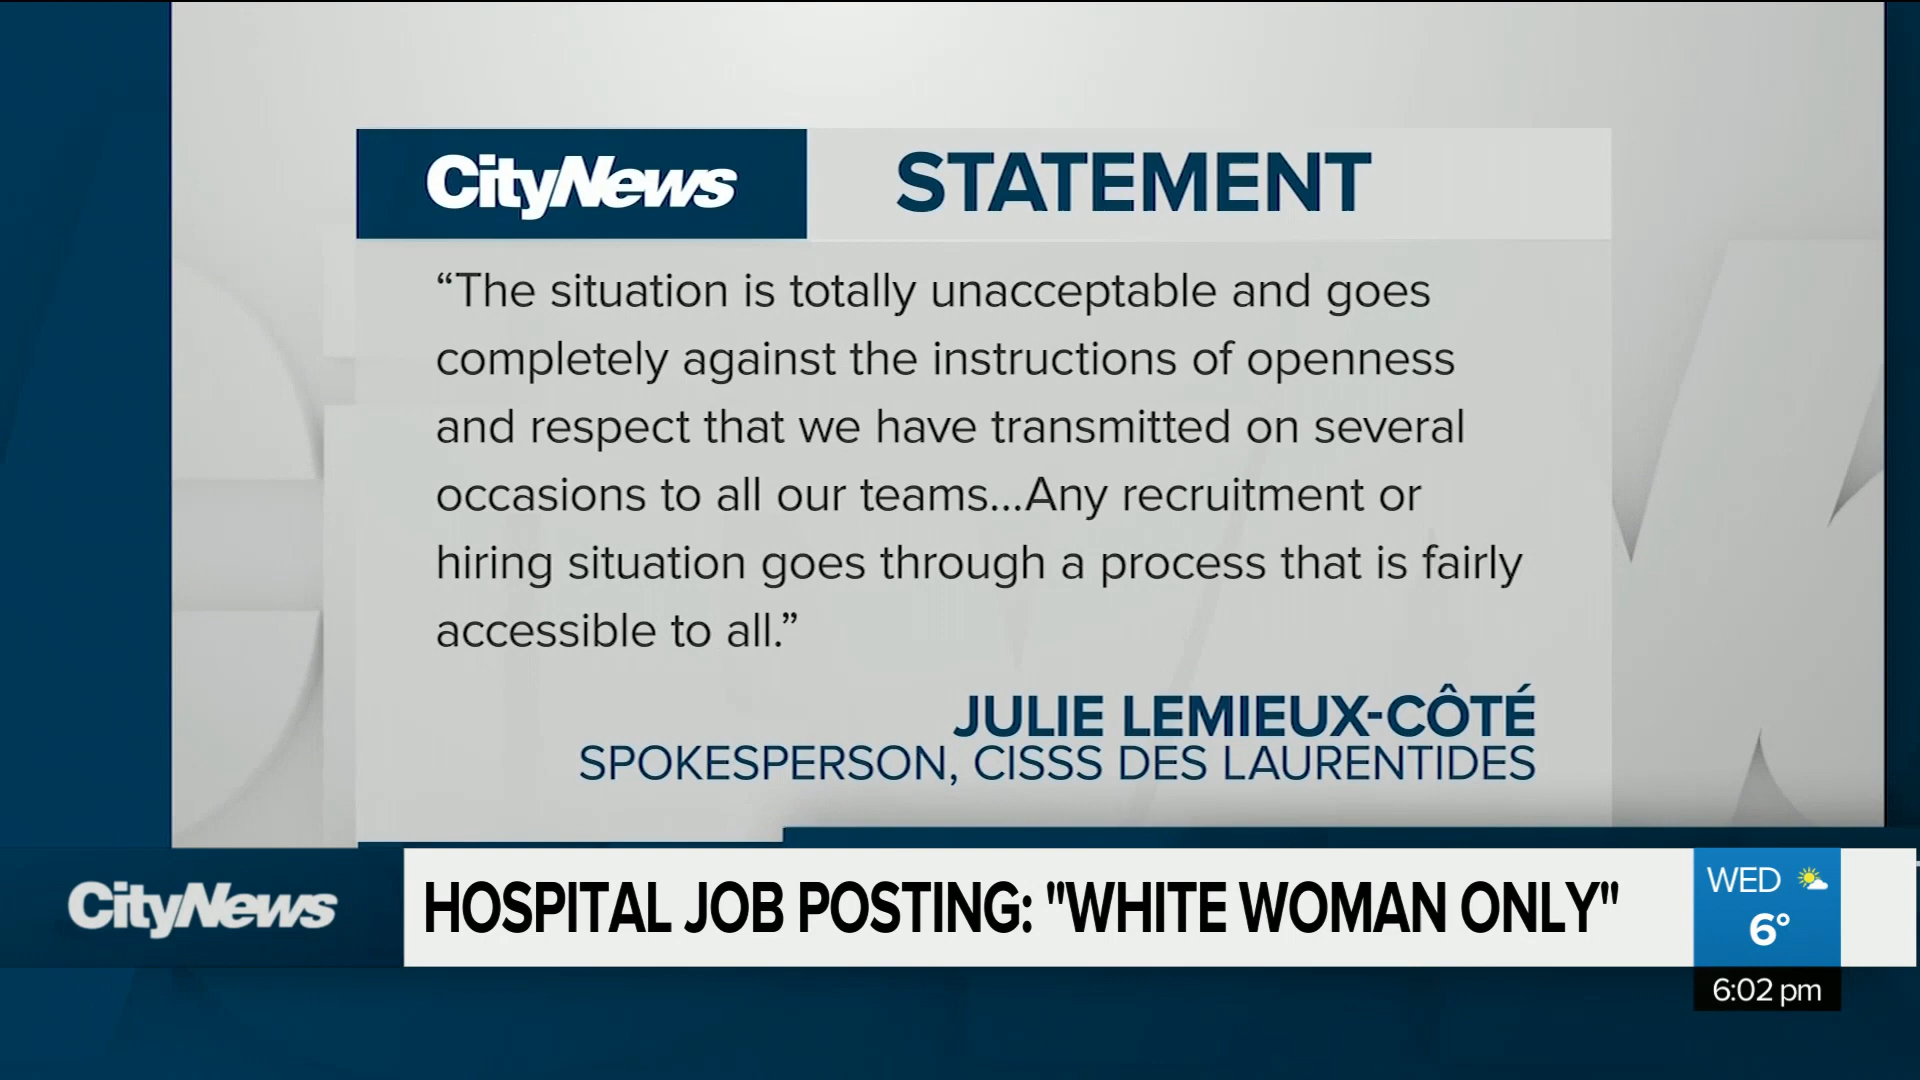 CityNews
STATEMENT
“The situation is totally unacceptable and goes
completely against the instructions of openness
and respect that we have transmitted on several
occasions to all our teams...Any recruitment or
hiring situation goes through a process that is fairly
accessible to all.”
JULIE LEMIEUX-CÔTÉ
SPOKESPERSON, CISSS DES LAURENTIDES
CityNews
HOSPITAL JOB POSTING: "WHITE WOMAN ONLY"
WED
6°
6:02 pm